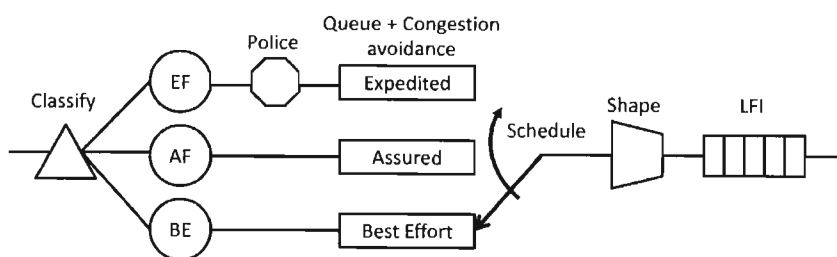 Queue + Congestion
avoidance
Police
EF
Expedited
Classify
Shape
LFI
Schedule
AF
Assured
BE
Best Effort